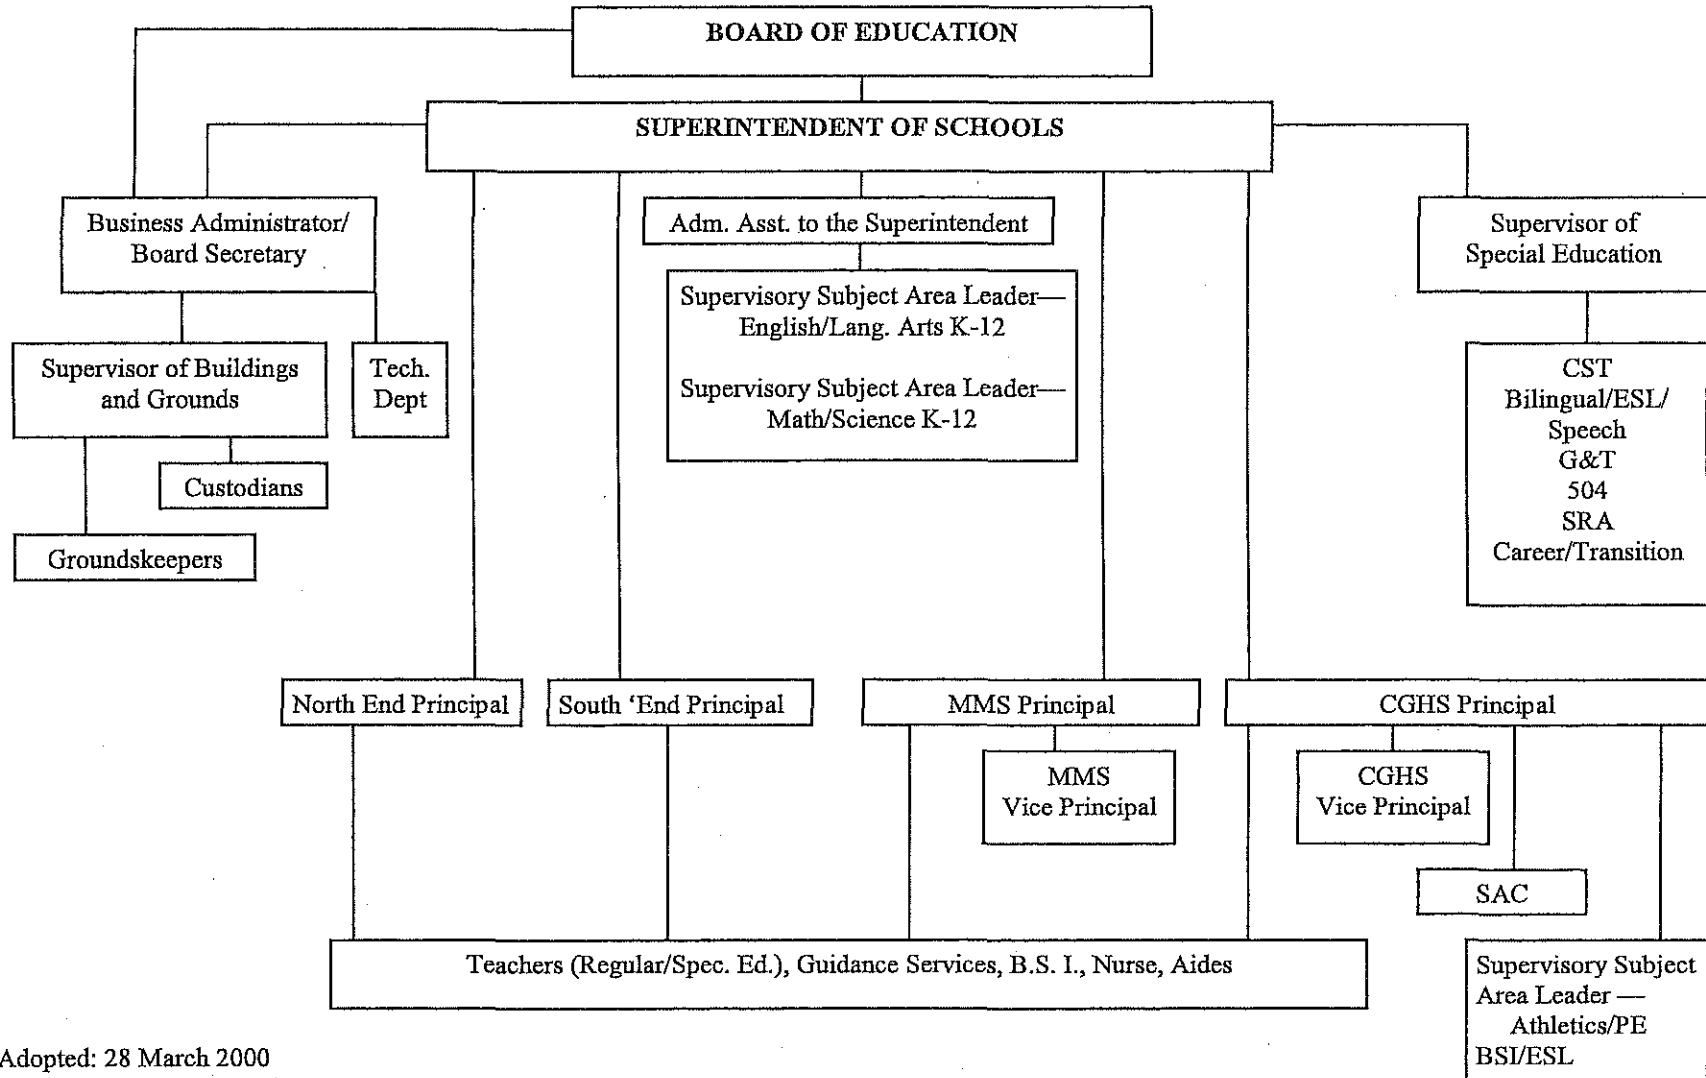 BOARD OF EDUCATION
SUPERINTENDENT OF SCHOOLS
Business Administrator/
Board Secretary
Adm. Asst. to the Superintendent
Supervisor of
Special Education
Supervisory Subject Area Leader—
English/Lang. Arts K-12
Supervisory Subject Area Leader—
Math/Science K-12
Supervisor of Buildings
and Grounds
Tech.
Dept
CST
Bilingual/ESL/
Speech
G&T
504
SRA
Career/Transition
Custodians
Groundskeepers
North End Principal
South ‘End Principal
MMS Principal
CGHS Principal
MMS
Vice Principal
CGHS
Vice Principal
SAC
Teachers (Regular/Spec. Ed.), Guidance Services, B.S. I., Nurse, Aides
Supervisory Subject
Area Leader —
Athletics/PE
BSI/ESL
Adopted: 28 March 2000